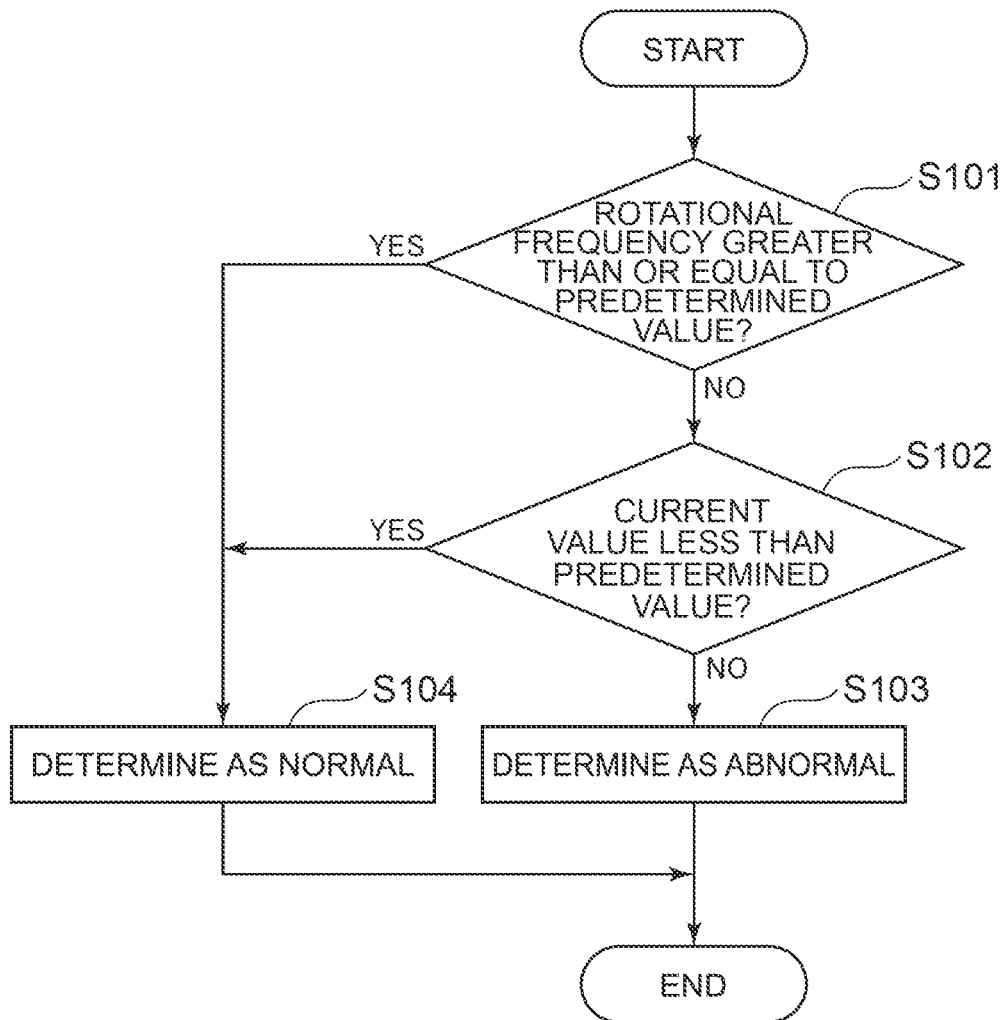 START
S101
ROTATIONAL
FREQUENCY GREATER
THAN OR EQUAL TO
PREDETERMINED
VALUE?
YES
NO
S102
CURRENT
VALUE LESS THAN
PREDETERMINED
VALUE?
YES
NO
S104
DETERMINE AS NORMAL
S103
DETERMINE AS ABNORMAL
END